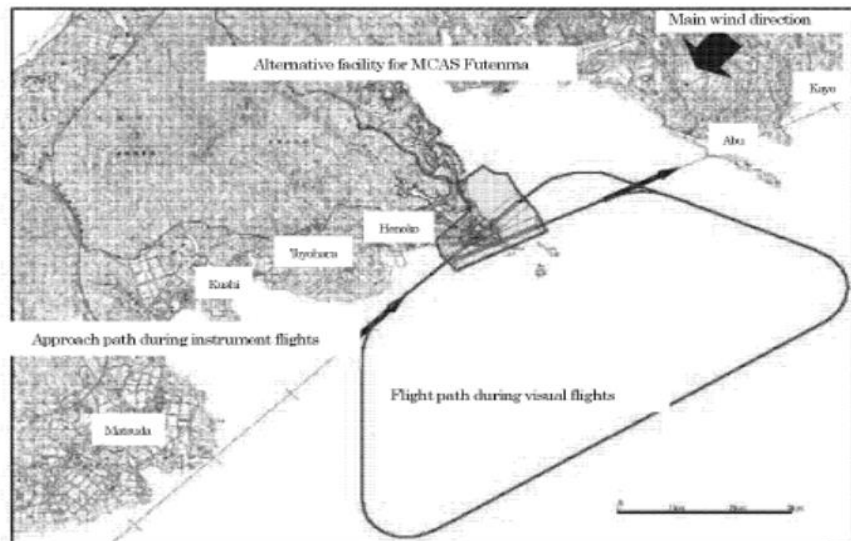 Main wind direction
Alternative facility for MCAS Futenma
Kayo
Abu
Henoko
Toyohara
Kushi
Approach path during instrument flights
Flight path during visual flights
Matsuda